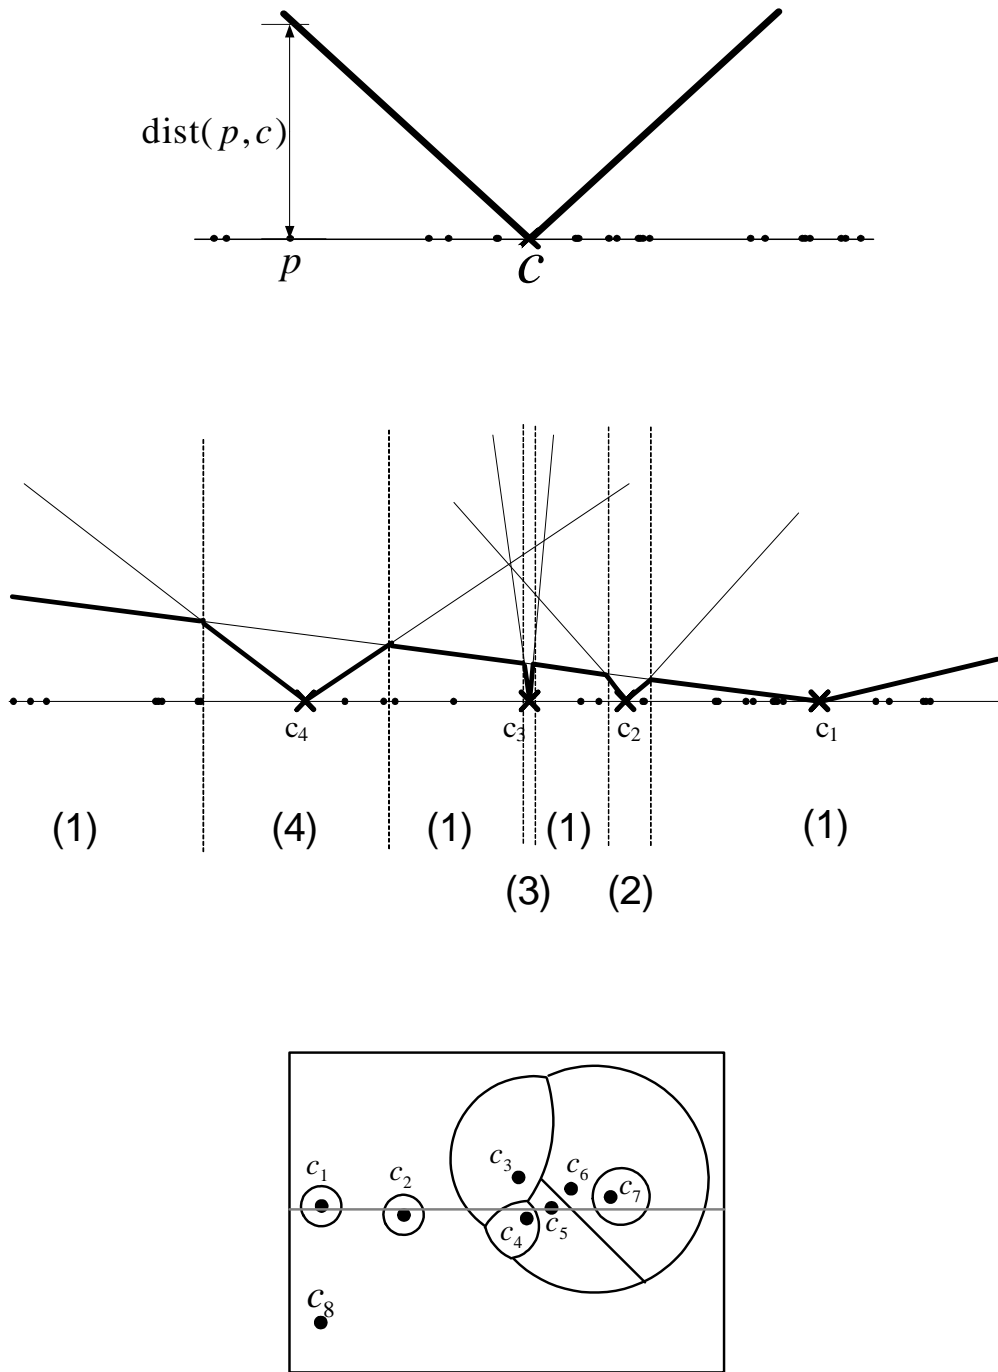 dist(p,c)
p
c
c₄ c₃ c₂ c₁
(1) (4) (1) (1) (1)
(3) (2)
c₁ c₂ c₃ c₆ c₇
c₄ c₅
c₈